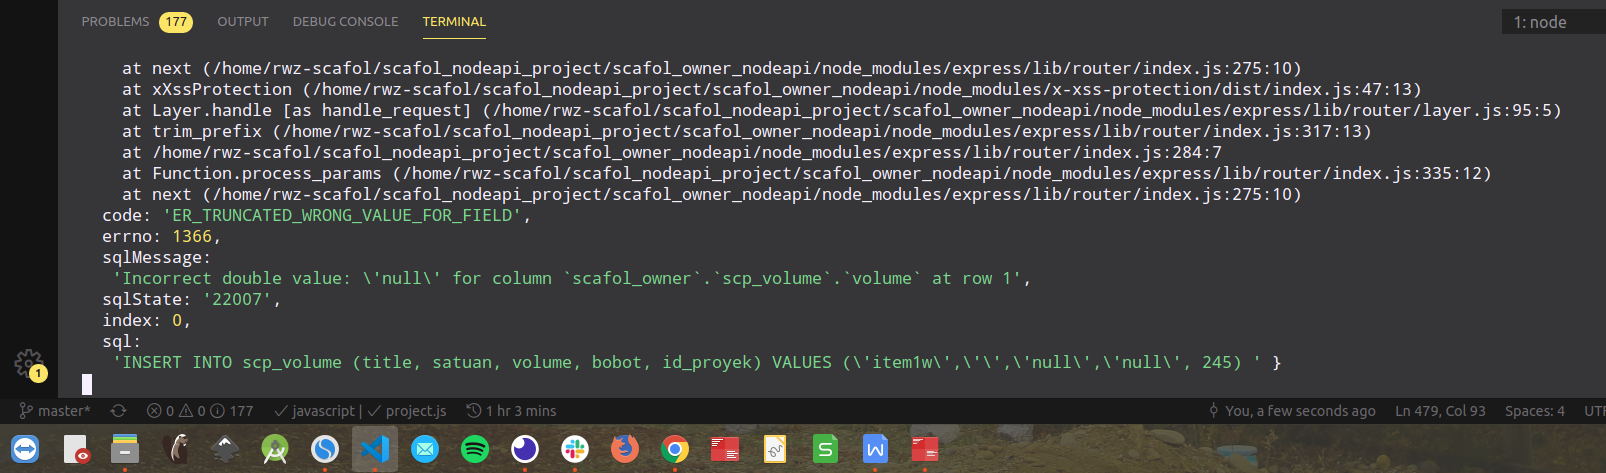 PROBLEMS 177 OUTPUT DEBUG CONSOLE TERMINAL 1: node
at next (/home/rwz-scafol/scafol_nodeapi_project/scafol_owner_nodeapi/node_modules/express/lib/router/index.js:275:10)
at xXssProtection (/home/rwz-scafol/scafol_nodeapi_project/scafol_owner_nodeapi/node_modules/x-xss-protection/dist/index.js:47:13)
at Layer.handle [as handle_request] (/home/rwz-scafol/scafol_nodeapi_project/scafol_owner_nodeapi/node_modules/express/lib/router/layer.js:95:5)
at trim_prefix (/home/rwz-scafol/scafol_nodeapi_project/scafol_owner_nodeapi/node_modules/express/lib/router/index.js:317:13)
at /home/rwz-scafol/scafol_nodeapi_project/scafol_owner_nodeapi/node_modules/express/lib/router/index.js:284:7
at Function.process_params (/home/rwz-scafol/scafol_nodeapi_project/scafol_owner_nodeapi/node_modules/express/lib/router/index.js:335:12)
at next (/home/rwz-scafol/scafol_nodeapi_project/scafol_owner_nodeapi/node_modules/express/lib/router/index.js:275:10)
code: 'ER_TRUNCATED_WRONG_VALUE_FOR_FIELD',
errno: 1366,
sqlMessage:
'Incorrect double value: \'null\' for column `scafol_owner`.`scp_volume`.`volume` at row 1',
sqlState: '22007',
index: 0,
sql:
'INSERT INTO scp_volume (title, satuan, volume, bobot, id_proyek) VALUES (\'item1w\',\'\',\'null\',\'null\', 245) ' }
1
master* 0 0 177 javascript | project.js 1 hr 3 mins You, a few seconds ago Ln 479, Col 93 Spaces: 4 UTF
S W